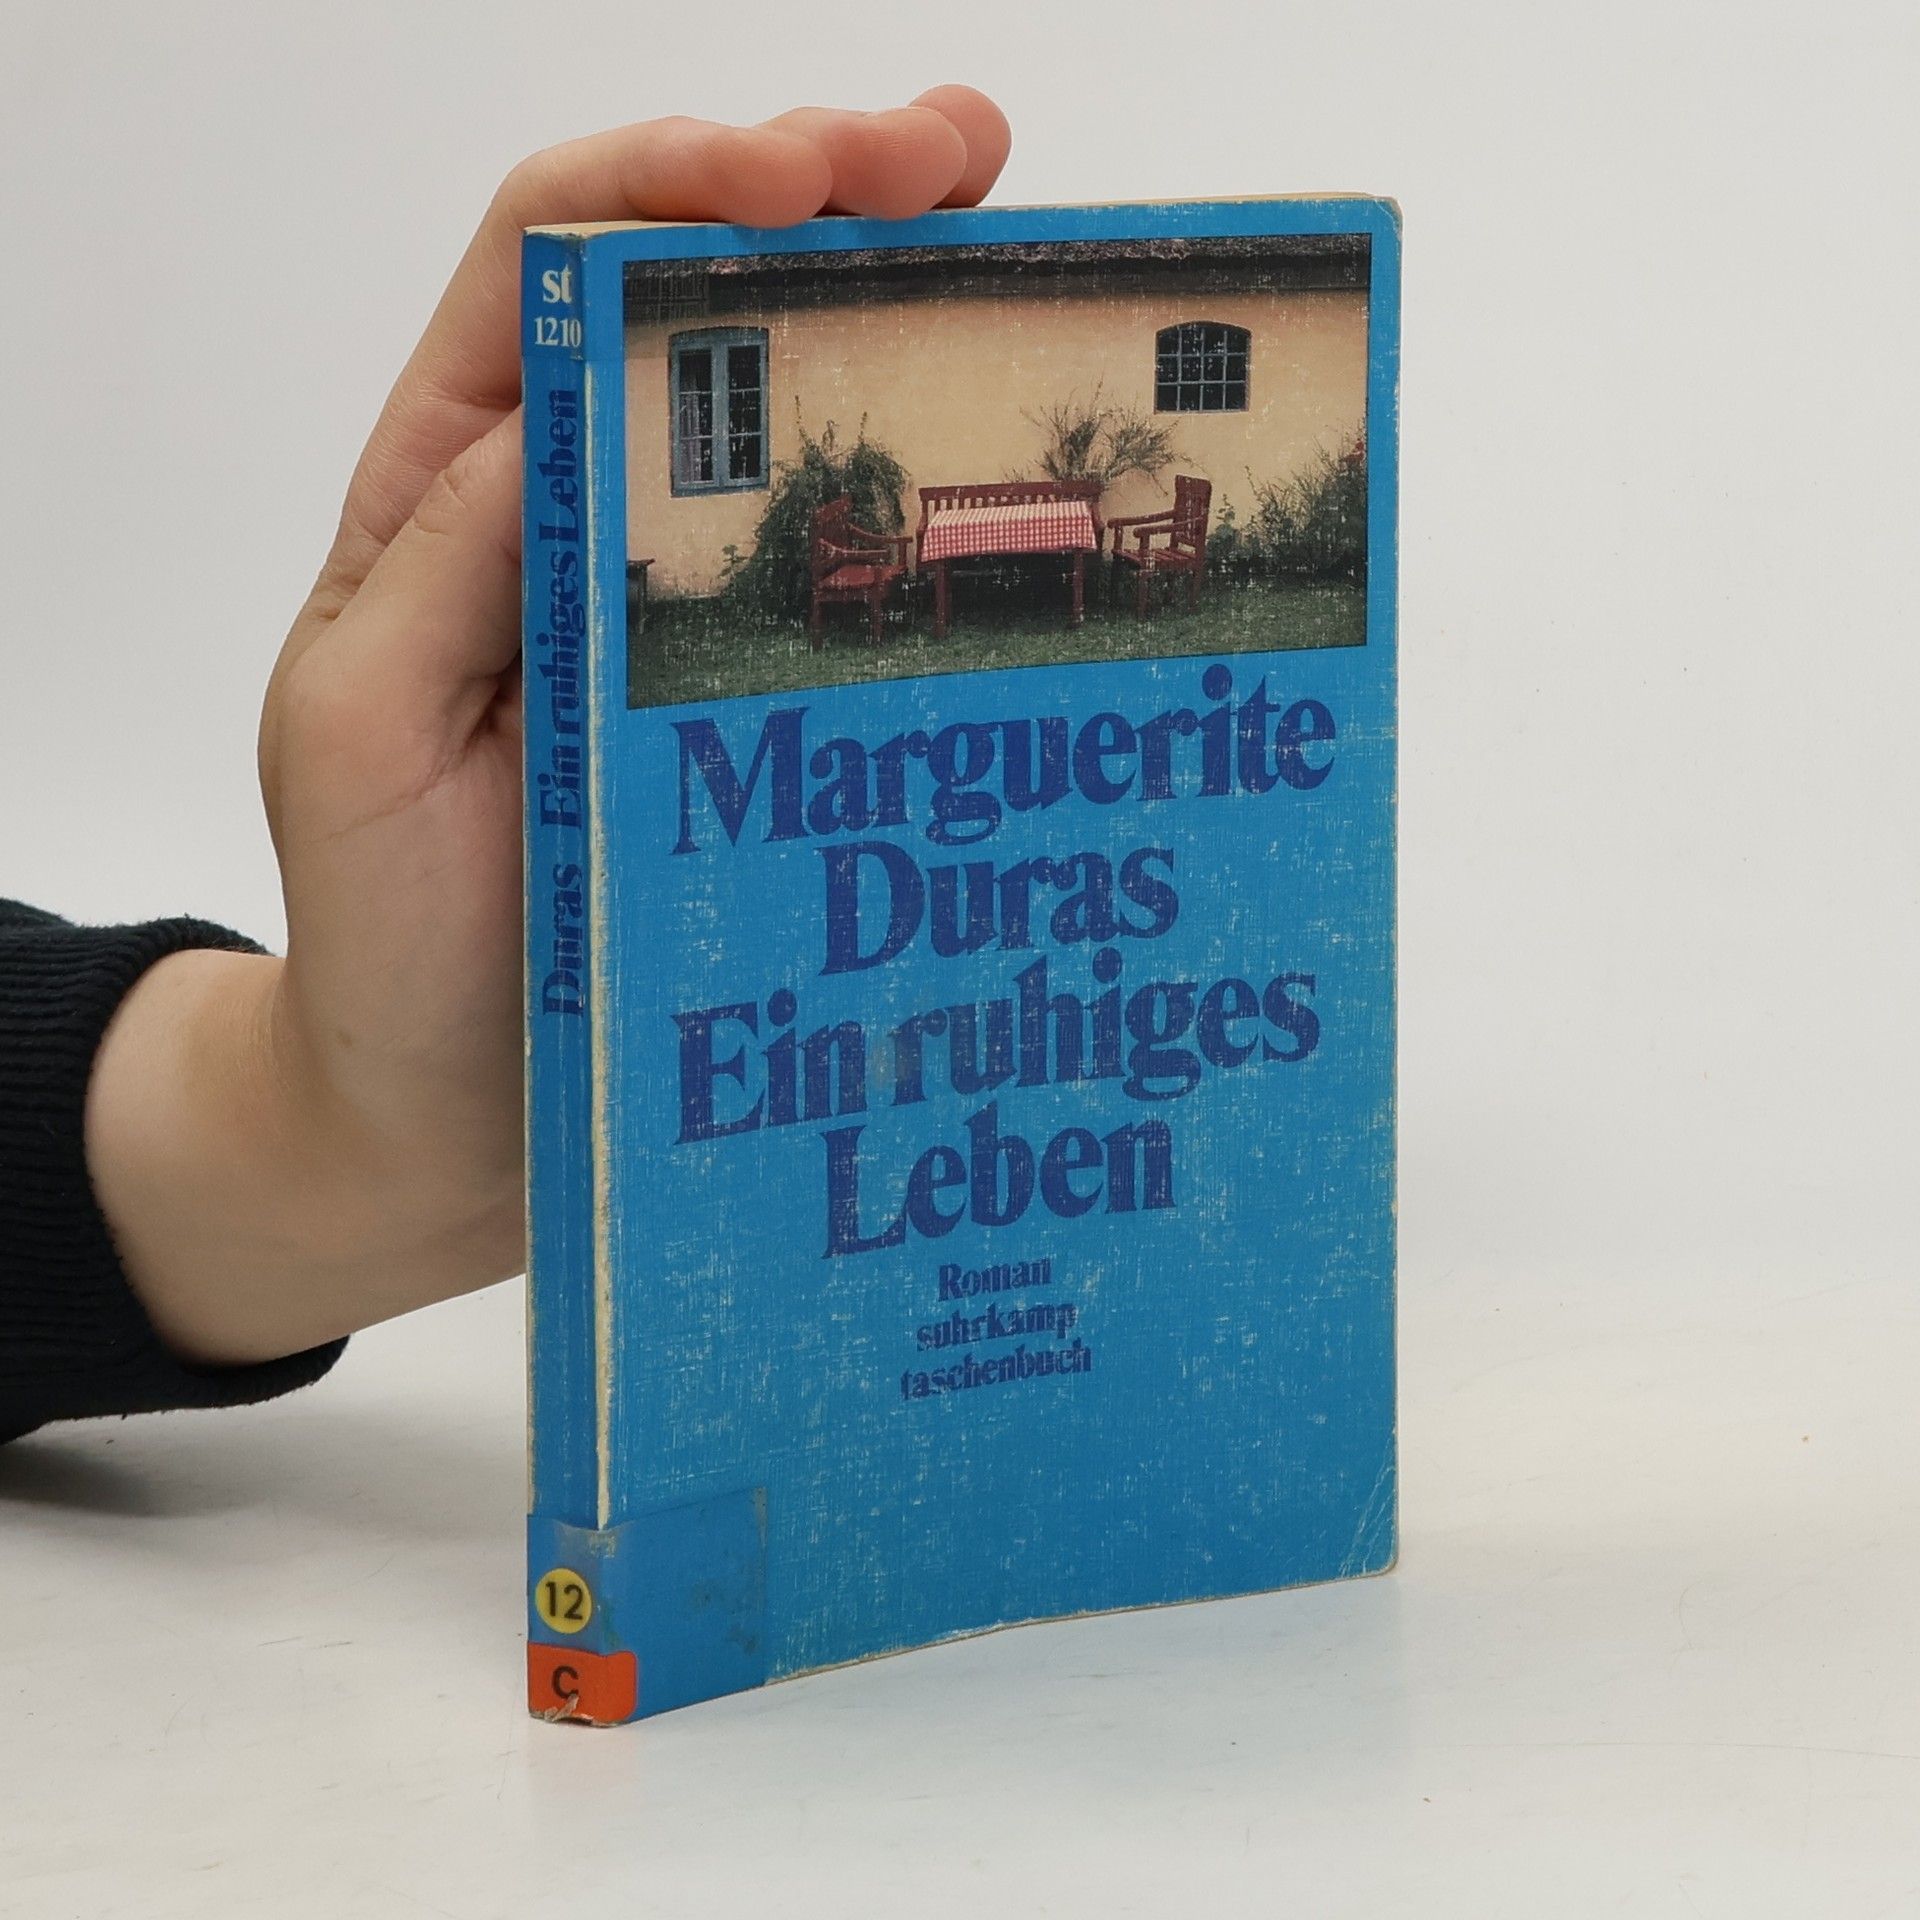 st
1210
Duras Ein ruhiges Leben
Marguerite
Duras
Ein ruhiges
Leben
Roman
suhrkamp
taschenbuch
12
C